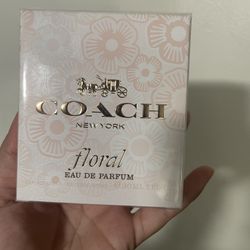 COACH
NEW YORK
floral
EAU DE PARFUM